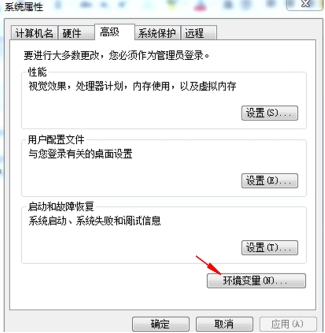 系统属性
计算机名 硬件 高级 系统保护 远程
要进行大多数更改，您必须作为管理员登录。
性能
视觉效果，处理器计划，内存使用，以及虚拟内存
设置(S)...
用户配置文件
与您登录有关的桌面设置
设置(E)...
启动和故障恢复
系统启动、系统失败和调试信息
设置(T)...
环境变量(N)...
确定 取消 应用(A)